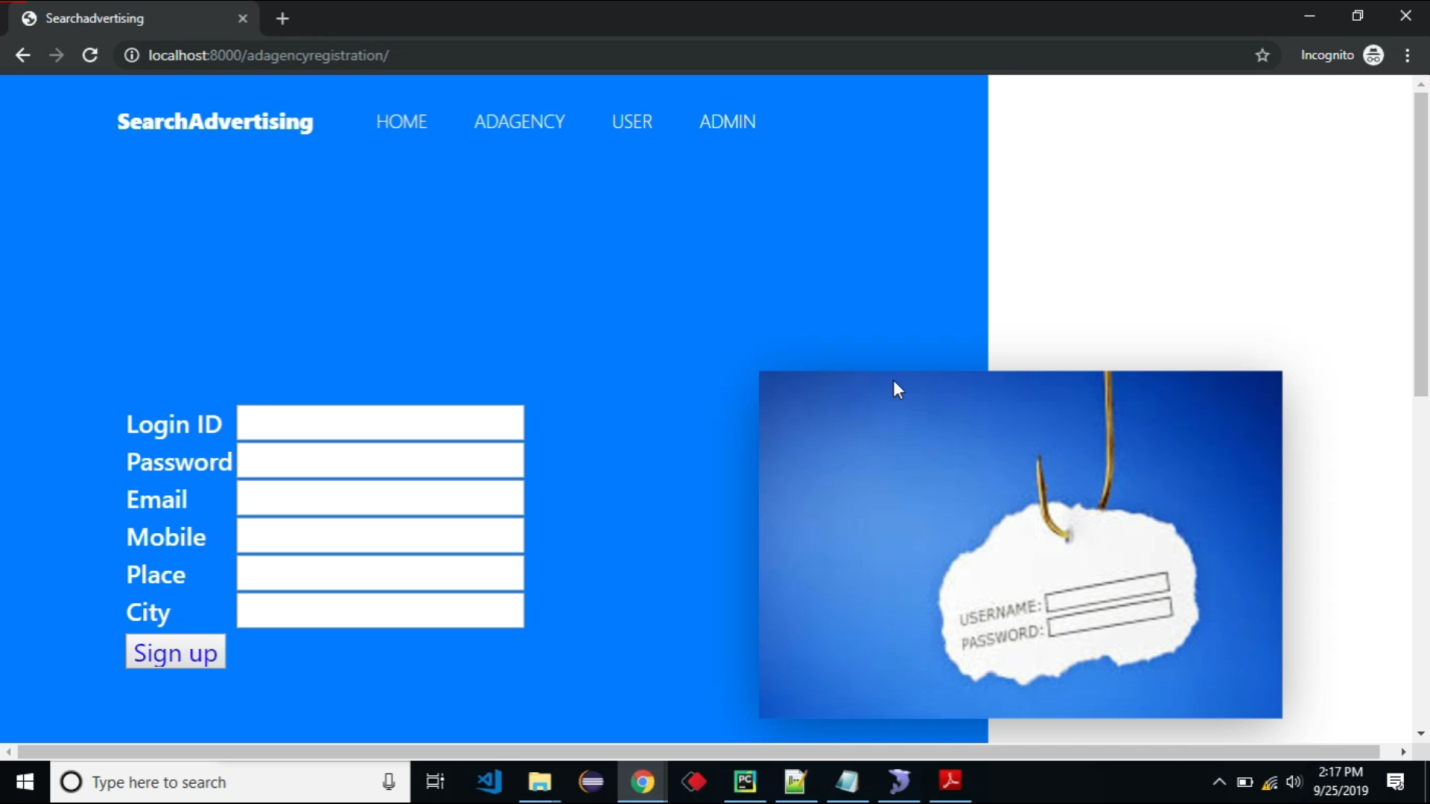 Searchadvertising
localhost:8000/adagencyregistration/
Incognito
SearchAdvertising HOME ADAGENCY USER ADMIN
Login ID
Password
Email
Mobile
Place
City
Sign up
USERNAME:
PASSWORD:
Type here to search
PC
2:17 PM
9/25/2019